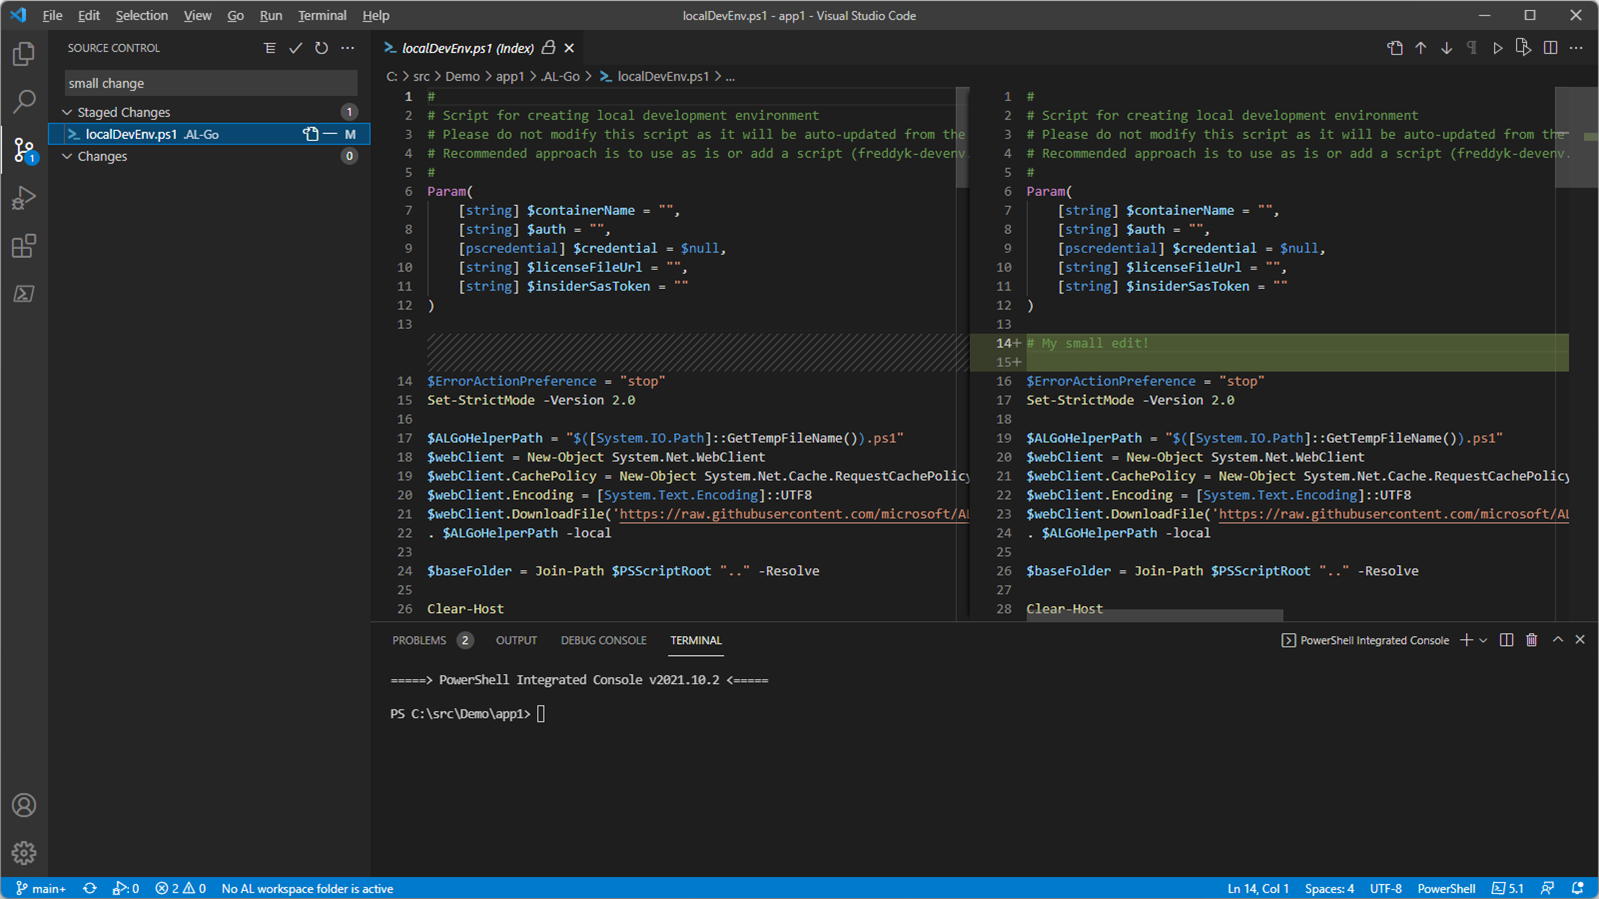 File Edit Selection View Go Run Terminal Help
localDevEnv.ps1 - app1 - Visual Studio Code
SOURCE CONTROL
small change
Staged Changes 1
localDevEnv.ps1 .AL-Go M
Changes 0
1
localDevEnv.ps1 (Index)
C: > src > Demo > app1 > .AL-Go > localDevEnv.ps1 > ...
1 #
2 # Script for creating local development environment
3 # Please do not modify this script as it will be auto-updated from the
4 # Recommended approach is to use as is or add a script (freddyk-devenv.
5 #
6 Param(
7 [string] $containerName = "",
8 [string] $auth = "",
9 [pscredential] $credential = $null,
10 [string] $licenseFileUrl = "",
11 [string] $insiderSasToken = ""
12 )
13
14 $ErrorActionPreference = "stop"
15 Set-StrictMode -Version 2.0
16
17 $ALGoHelperPath = "$([System.IO.Path]::GetTempFileName()).ps1"
18 $webClient = New-Object System.Net.WebClient
19 $webClient.CachePolicy = New-Object System.Net.Cache.RequestCachePolicy
20 $webClient.Encoding = [System.Text.Encoding]::UTF8
21 $webClient.DownloadFile('https://raw.githubusercontent.com/microsoft/AL
22 . $ALGoHelperPath -local
23
24 $baseFolder = Join-Path $PSScriptRoot ".." -Resolve
25
26 Clear-Host
1 #
2 # Script for creating local development environment
3 # Please do not modify this script as it will be auto-updated from the
4 # Recommended approach is to use as is or add a script (freddyk-devenv.
5 #
6 Param(
7 [string] $containerName = "",
8 [string] $auth = "",
9 [pscredential] $credential = $null,
10 [string] $licenseFileUrl = "",
11 [string] $insiderSasToken = ""
12 )
13
14+ # My small edit!
15+
16 $ErrorActionPreference = "stop"
17 Set-StrictMode -Version 2.0
18
19 $ALGoHelperPath = "$([System.IO.Path]::GetTempFileName()).ps1"
20 $webClient = New-Object System.Net.WebClient
21 $webClient.CachePolicy = New-Object System.Net.Cache.RequestCachePolicy
22 $webClient.Encoding = [System.Text.Encoding]::UTF8
23 $webClient.DownloadFile('https://raw.githubusercontent.com/microsoft/AL
24 . $ALGoHelperPath -local
25
26 $baseFolder = Join-Path $PSScriptRoot ".." -Resolve
27
28 Clear-Host
PROBLEMS 2 OUTPUT DEBUG CONSOLE TERMINAL
PowerShell Integrated Console
=====> PowerShell Integrated Console v2021.10.2 <=====
PS C:\src\Demo\app1>
main+ 0 2 0 No AL workspace folder is active
Ln 14, Col 1 Spaces: 4 UTF-8 PowerShell 5.1